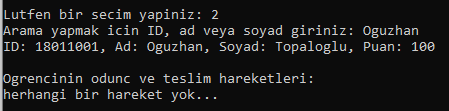 Lutfen bir secim yapiniz: 2
Arama yapmak icin ID, ad veya soyad giriniz: Oguzhan
ID: 18011001, Ad: Oguzhan, Soyad: Topaloglu, Puan: 100
Ogrencinin odunc ve teslim hareketleri:
herhangi bir hareket yok...